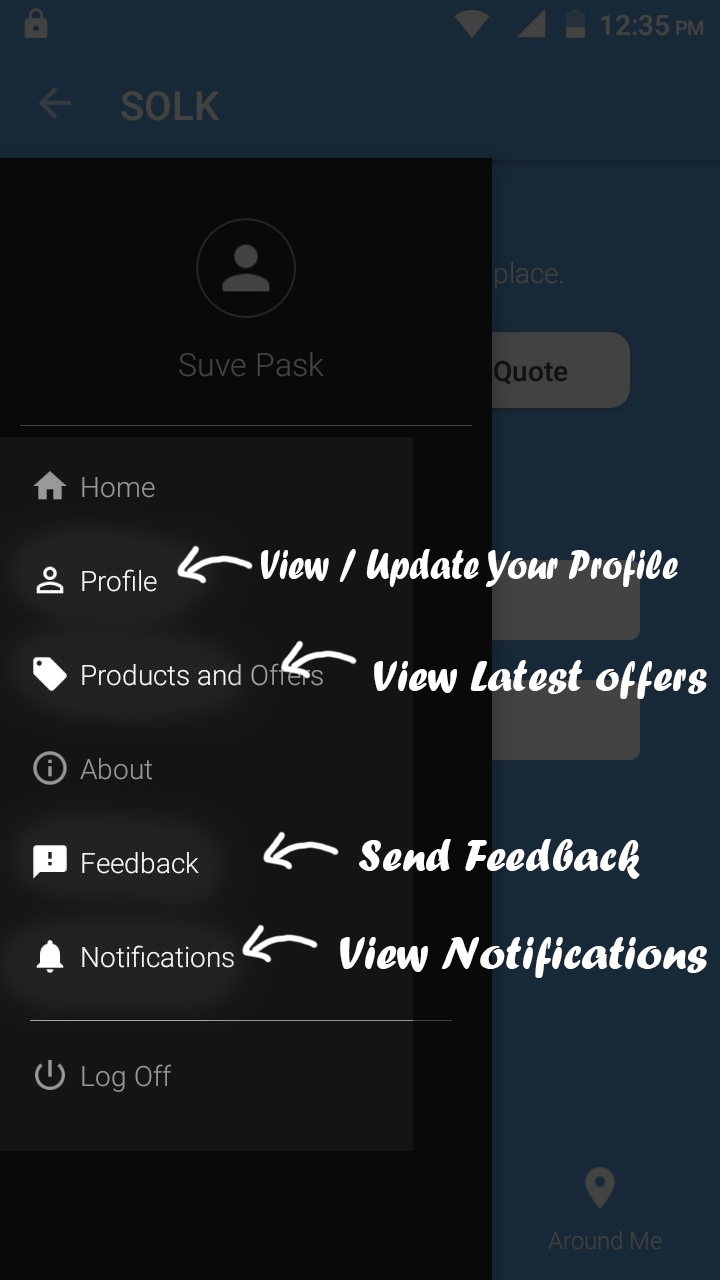 12:35 PM
SOLK
place.
Suve Pask
Quote
Home
Profile
View / Update Your Profile
Products and Offers
View Latest offers
About
Feedback
Send Feedback
Notifications
View Notifications
Log Off
Around Me